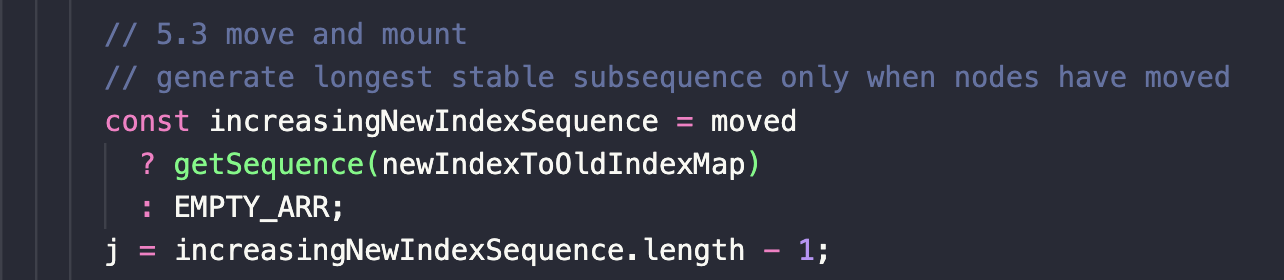 // 5.3 move and mount
// generate longest stable subsequence only when nodes have moved
const increasingNewIndexSequence = moved
? getSequence(newIndexToOldIndexMap)
: EMPTY_ARR;
j = increasingNewIndexSequence.length - 1;